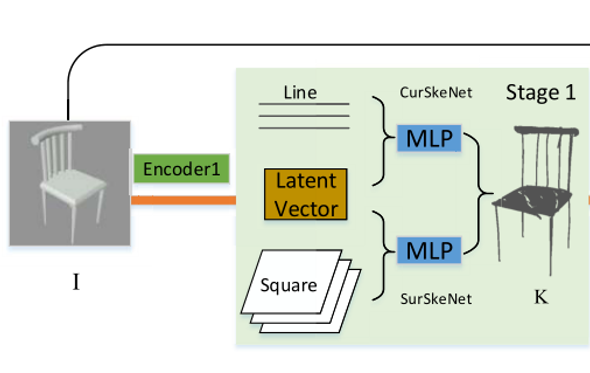 Line
CurSkeNet
Stage 1
MLP
Encoder1
Latent
Vector
MLP
Square
SurSkeNet
I
K